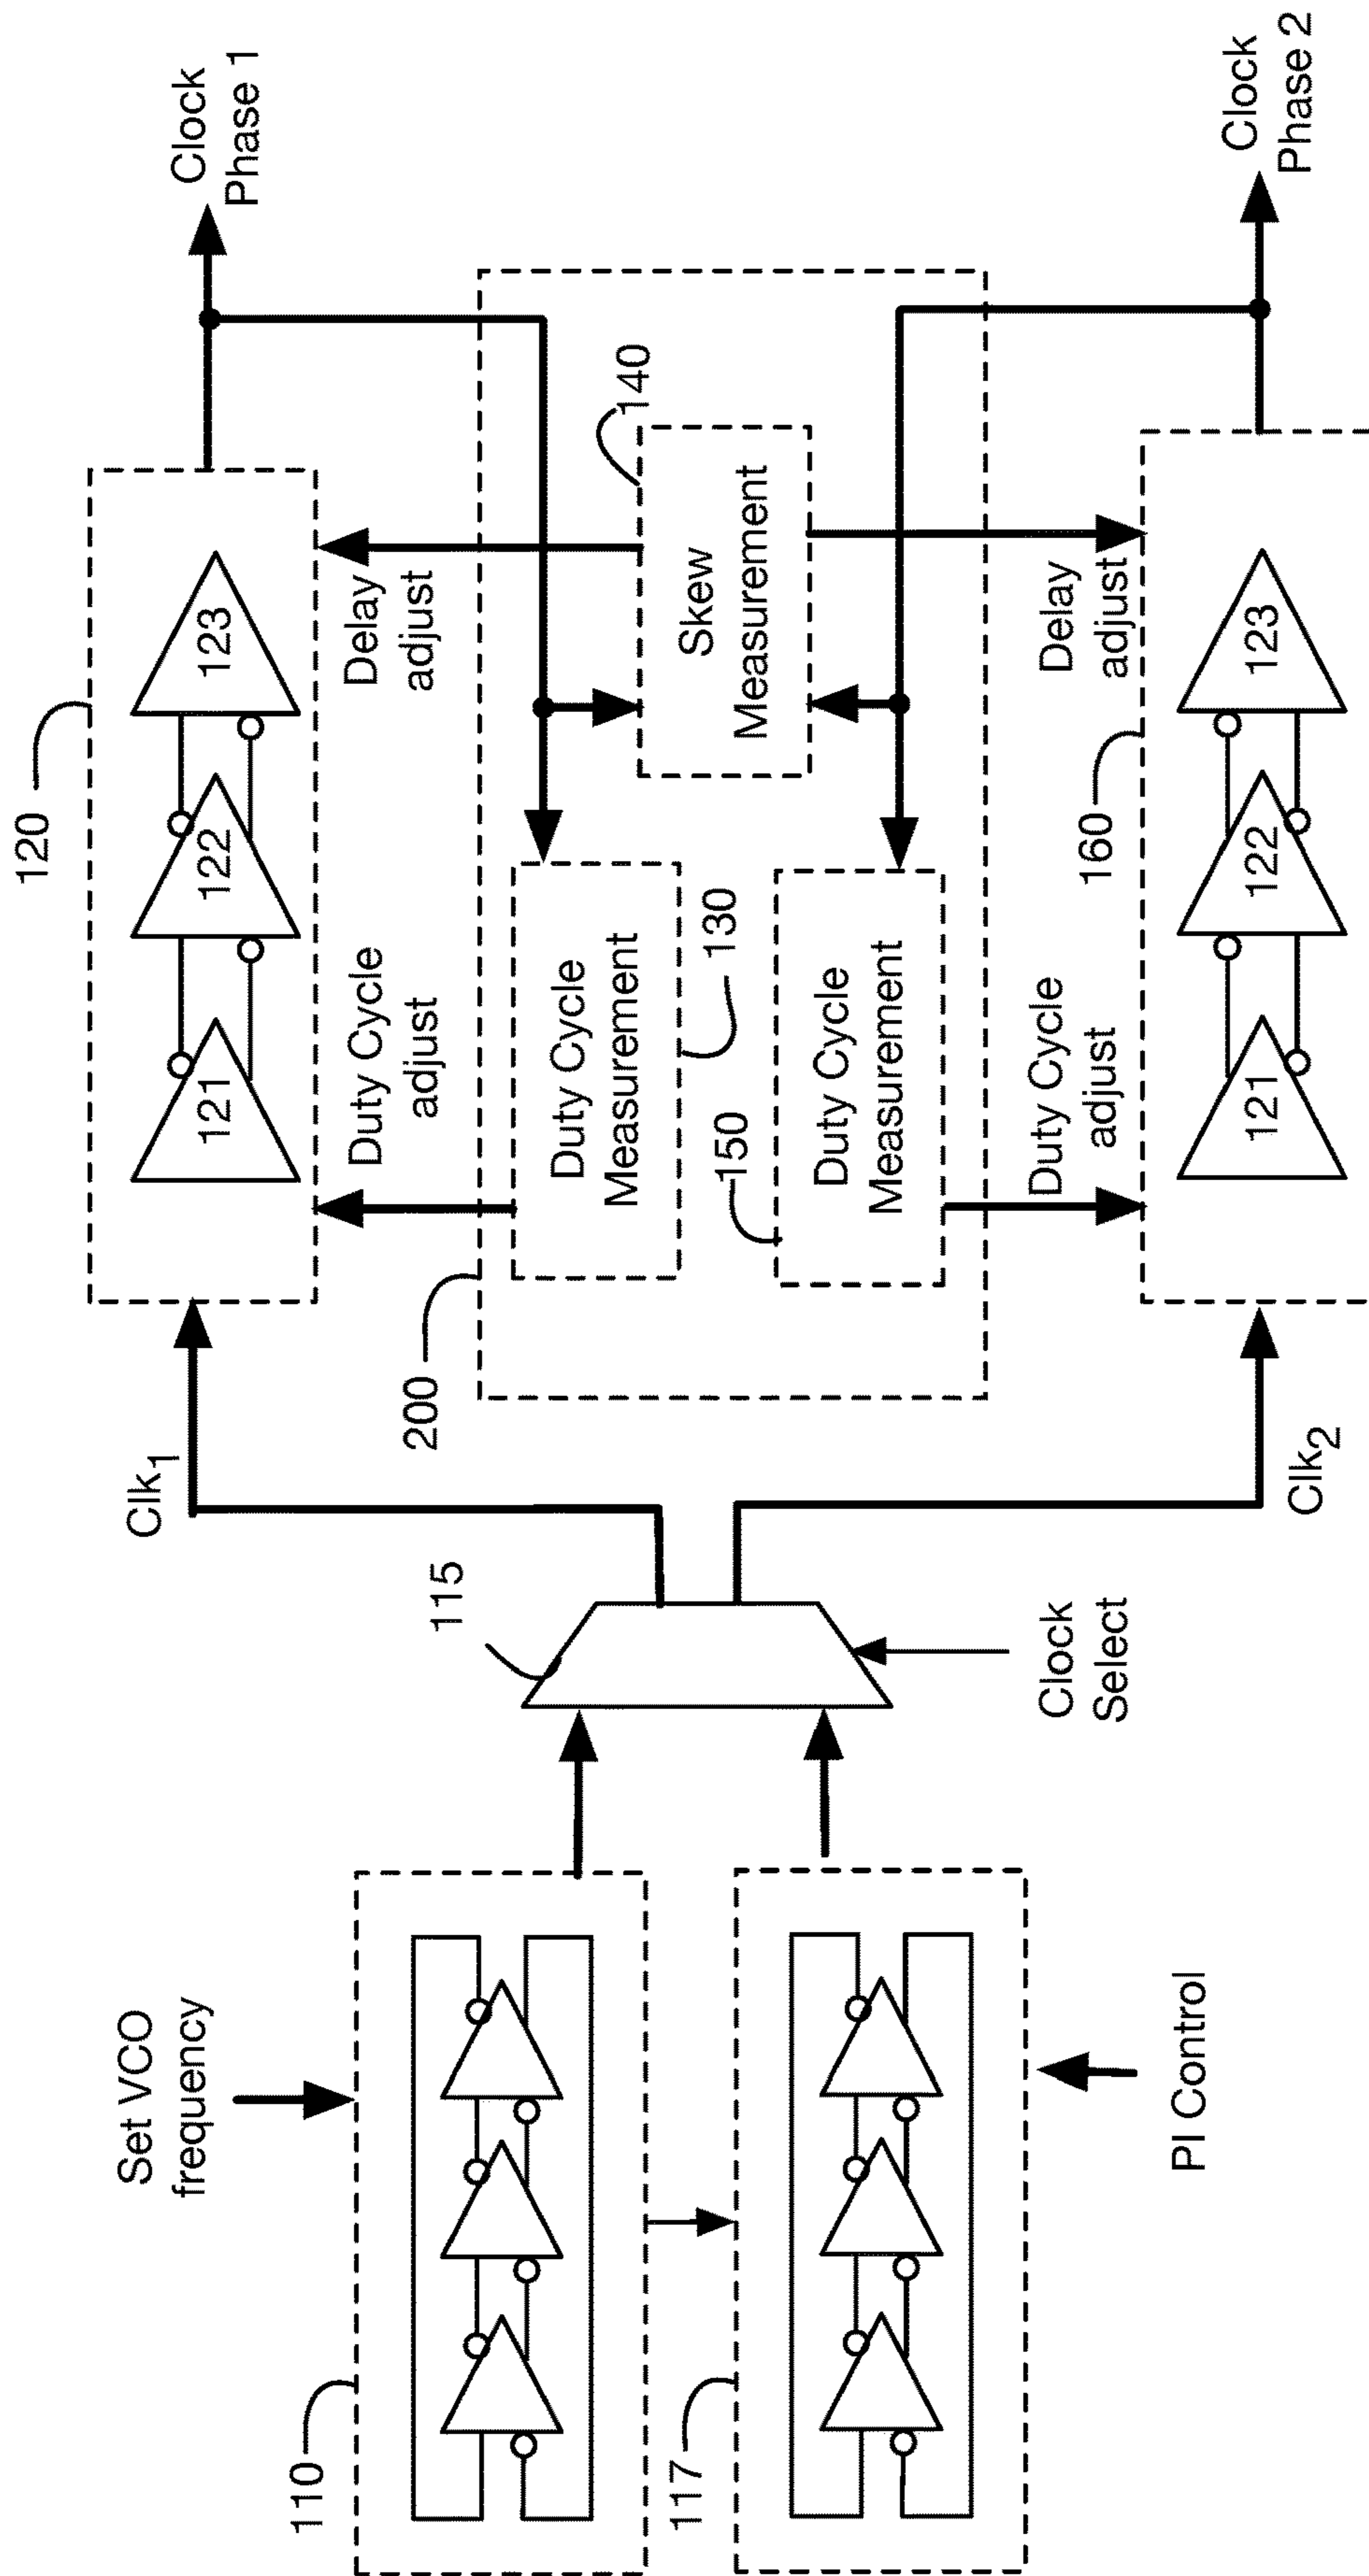 Set VCO
frequency
110
117
PI Control
115
Clock
Select
Clk1
Clk2
120
121
122
123
Clock
Phase 1
Duty Cycle
adjust
Delay
adjust
200
Duty Cycle
Measurement
130
Skew
Measurement
140
150
Duty Cycle
Measurement
Duty Cycle
adjust
Delay
adjust
160
121
122
123
Clock
Phase 2